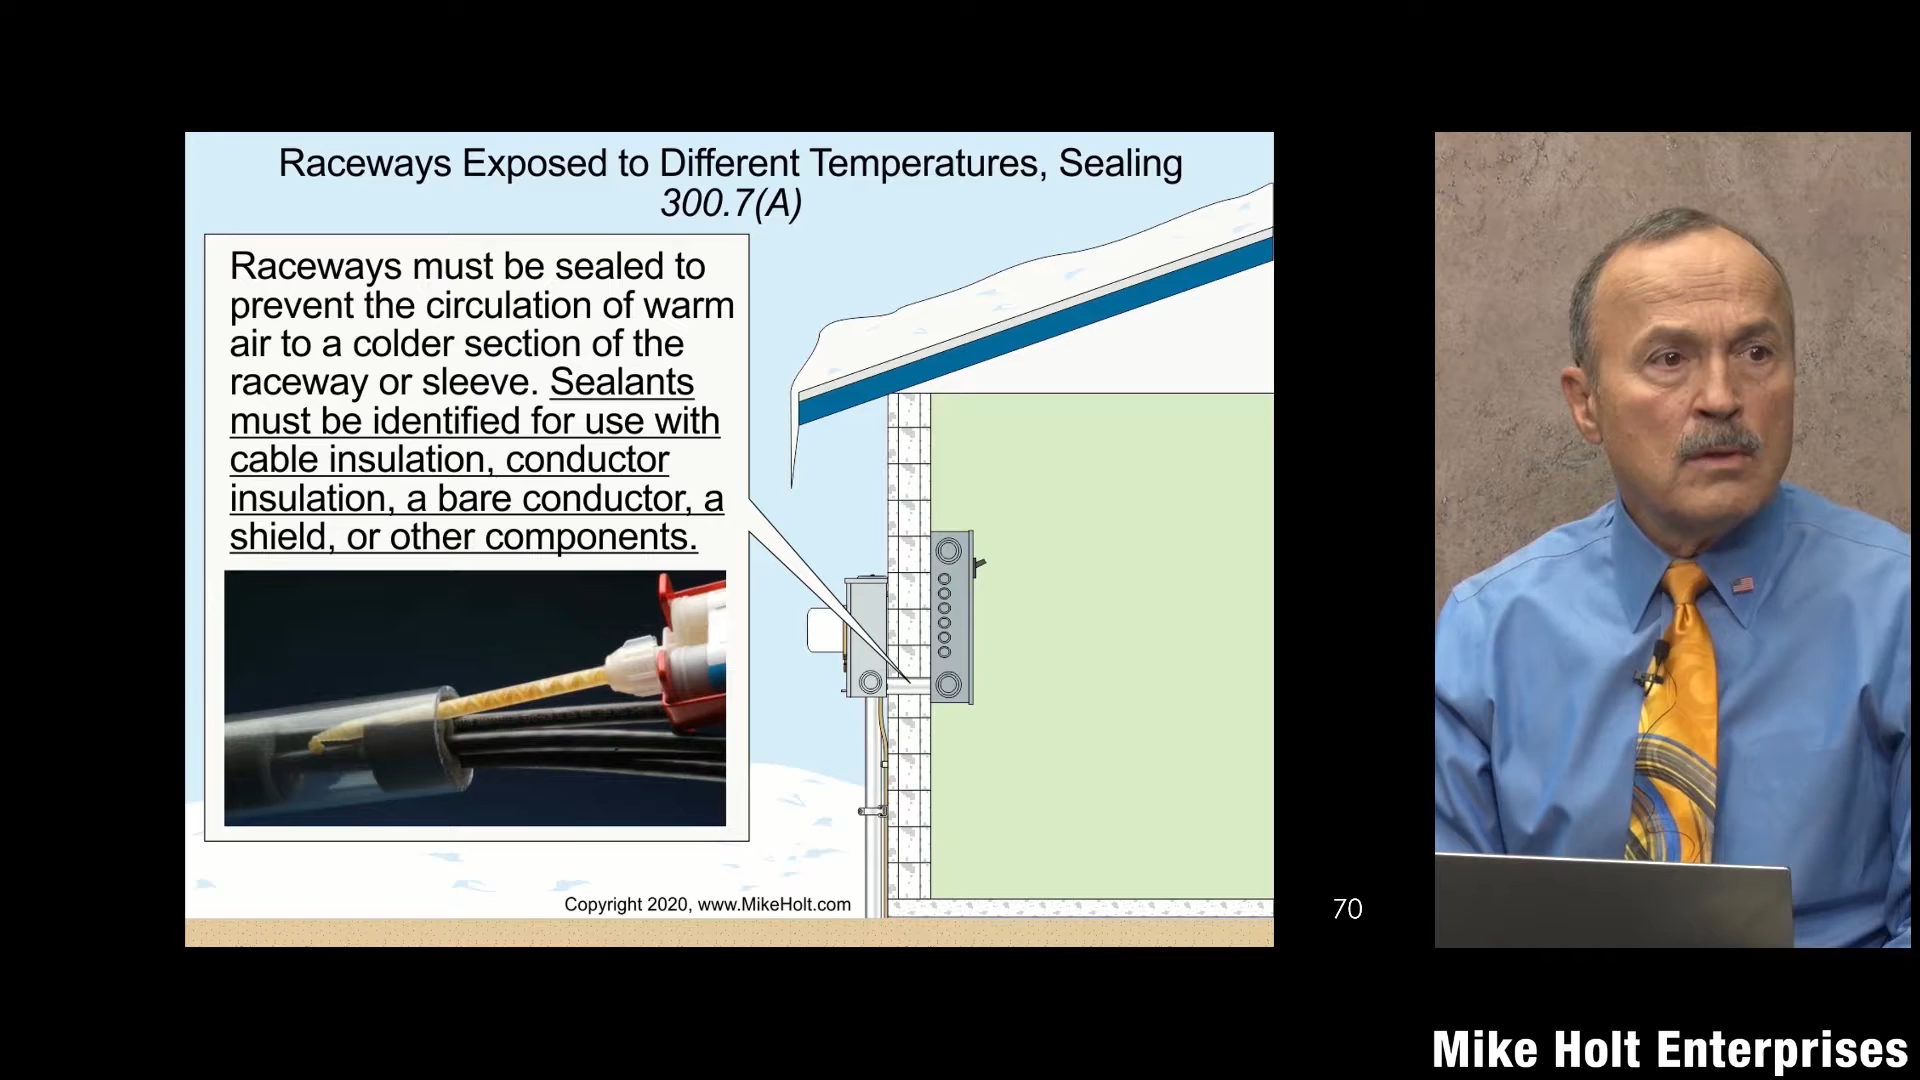 Raceways Exposed to Different Temperatures, Sealing
300.7(A)
Raceways must be sealed to
prevent the circulation of warm
air to a colder section of the
raceway or sleeve. Sealants
must be identified for use with
cable insulation, conductor
insulation, a bare conductor, a
shield, or other components.
Copyright 2020, www.MikeHolt.com
70
Mike Holt Enterprises